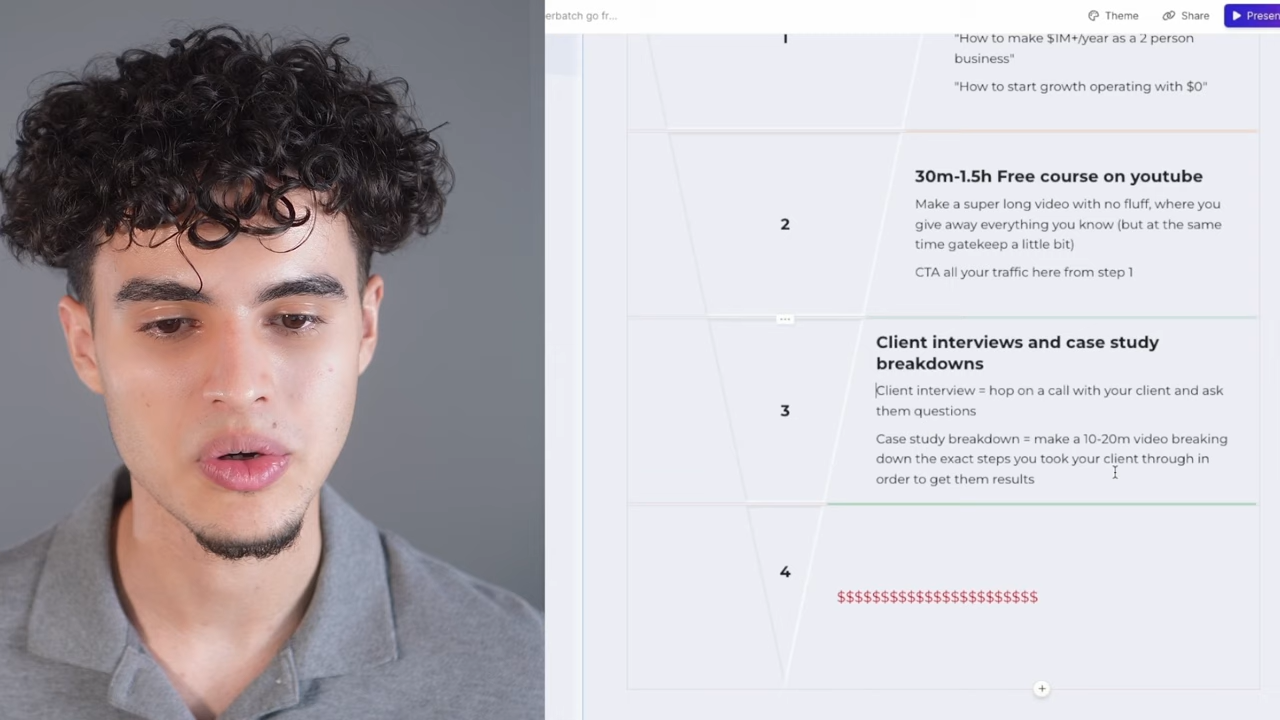 erbatch go fr...
Theme
Share
Presen
1
"How to make $1M+/year as a 2 person
business"
"How to start growth operating with $0"
2
30m-1.5h Free course on youtube
Make a super long video with no fluff, where you
give away everything you know (but at the same
time gatekeep a little bit)
CTA all your traffic here from step 1
3
Client interviews and case study
breakdowns
Client interview = hop on a call with your client and ask
them questions
Case study breakdown = make a 10-20m video breaking
down the exact steps you took your client through in
order to get them results
4
$$$$$$$$$$$$$$$$$$$$$$$